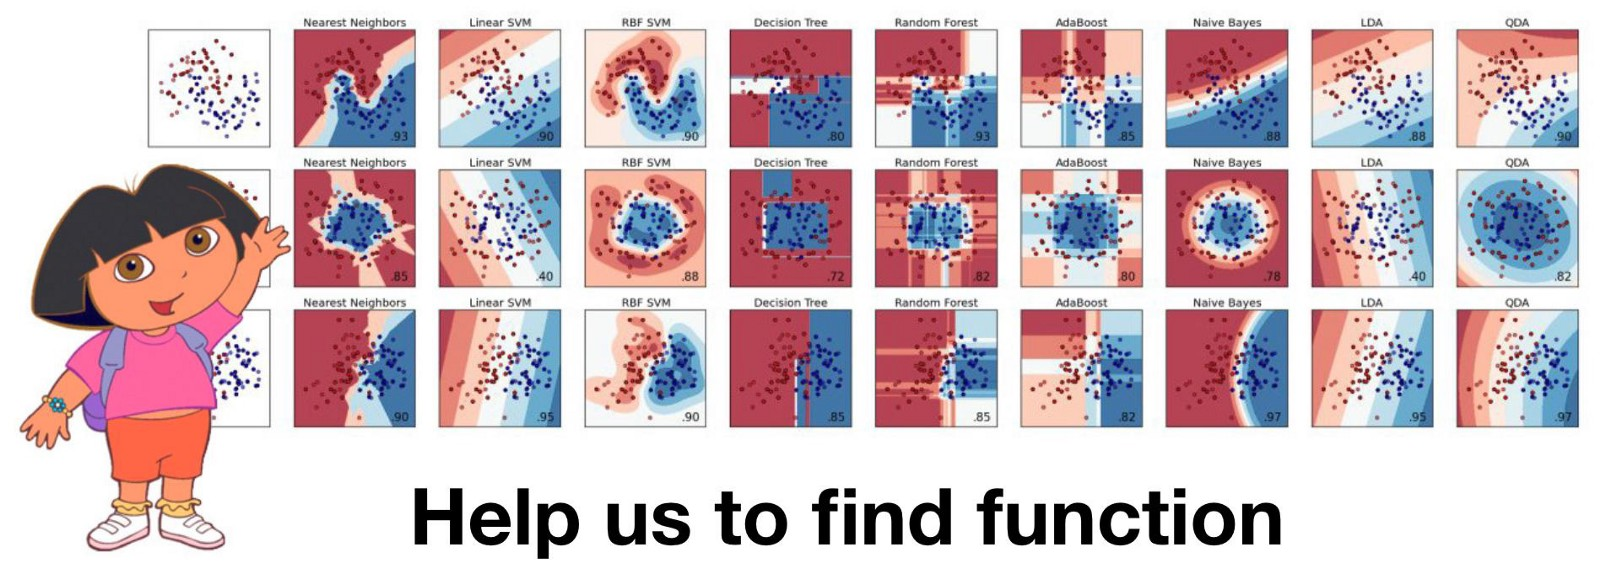 Nearest Neighbors Linear SVM RBF SVM Decision Tree Random Forest AdaBoost Naive Bayes LDA QDA
.93 .90 .90 .80 .93 .85 .88 .88 .90
Nearest Neighbors Linear SVM RBF SVM Decision Tree Random Forest AdaBoost Naive Bayes LDA QDA
.85 .40 .88 .72 .82 .80 .78 .40 .82
Nearest Neighbors Linear SVM RBF SVM Decision Tree Random Forest AdaBoost Naive Bayes LDA QDA
.90 .95 .90 .85 .85 .82 .97 .95 .97
Help us to find function